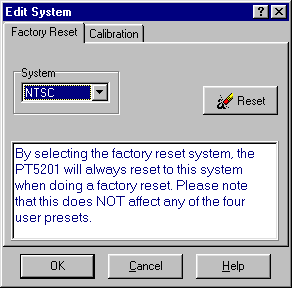 Edit System
Factory Reset
Calibration
System
NTSC
Reset
By selecting the factory reset system, the
PT5201 will always reset to this system
when doing a factory reset. Please note
that this does NOT affect any of the four
user presets.
OK
Cancel
Help